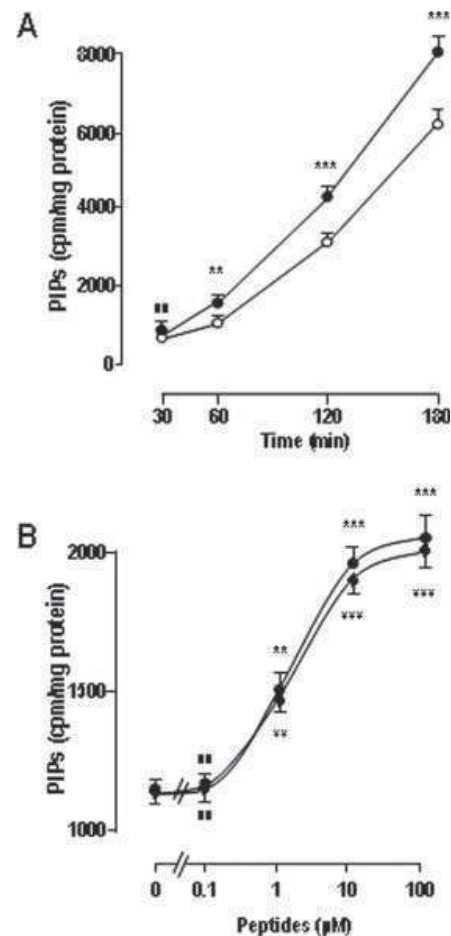 A
PIPs (cpm/mg protein)
8000
6000
4000
2000
0
**
***
***
30 60 120 180
Time (min)
B
PIPs (cpm/mg protein)
2000
1500
1000
**
***
***
¥¥
¥¥¥
¥¥¥
0 0.1 1 10 100
Peptides (µM)